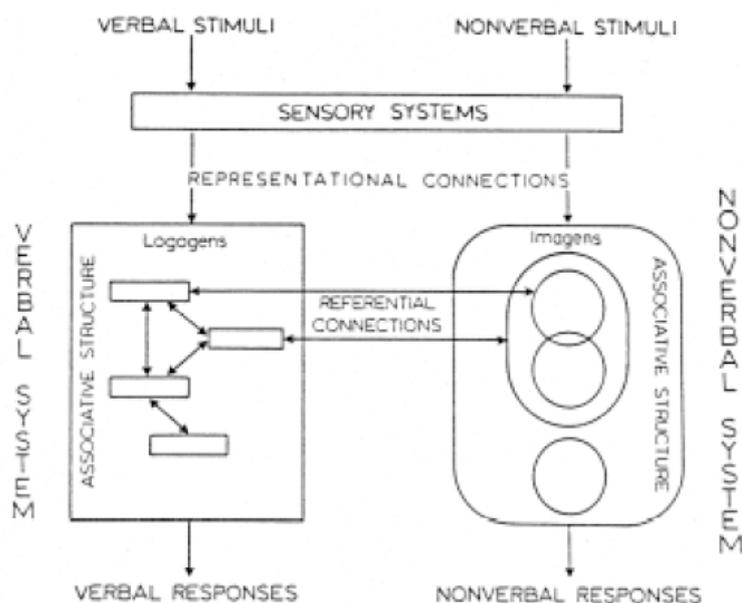 VERBAL STIMULI
NONVERBAL STIMULI
SENSORY SYSTEMS
REPRESENTATIONAL CONNECTIONS
VERBAL SYSTEM
Logogens
ASSOCIATIVE STRUCTURE
REFERENTIAL
CONNECTIONS
Imagens
ASSOCIATIVE STRUCTURE
NONVERBAL SYSTEM
VERBAL RESPONSES
NONVERBAL RESPONSES